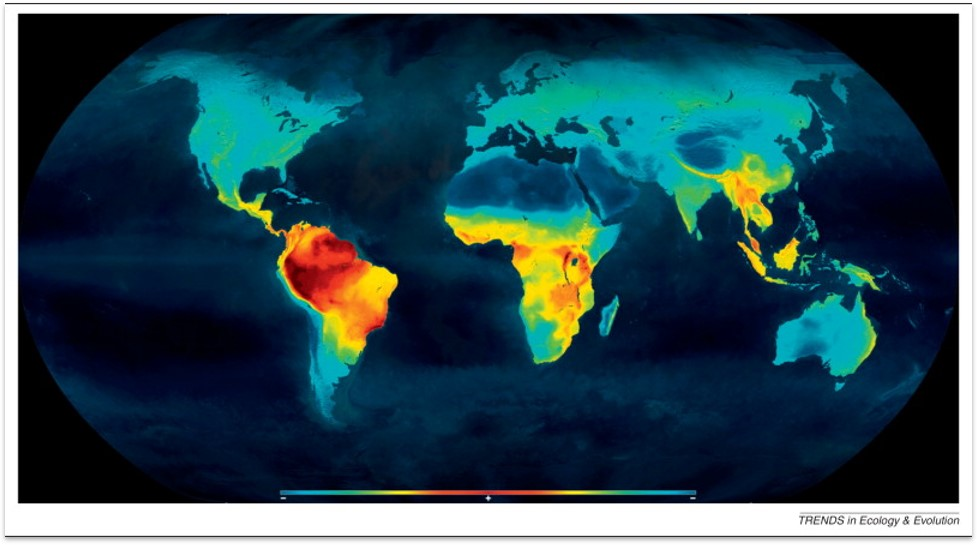 – + –
TRENDS in Ecology & Evolution